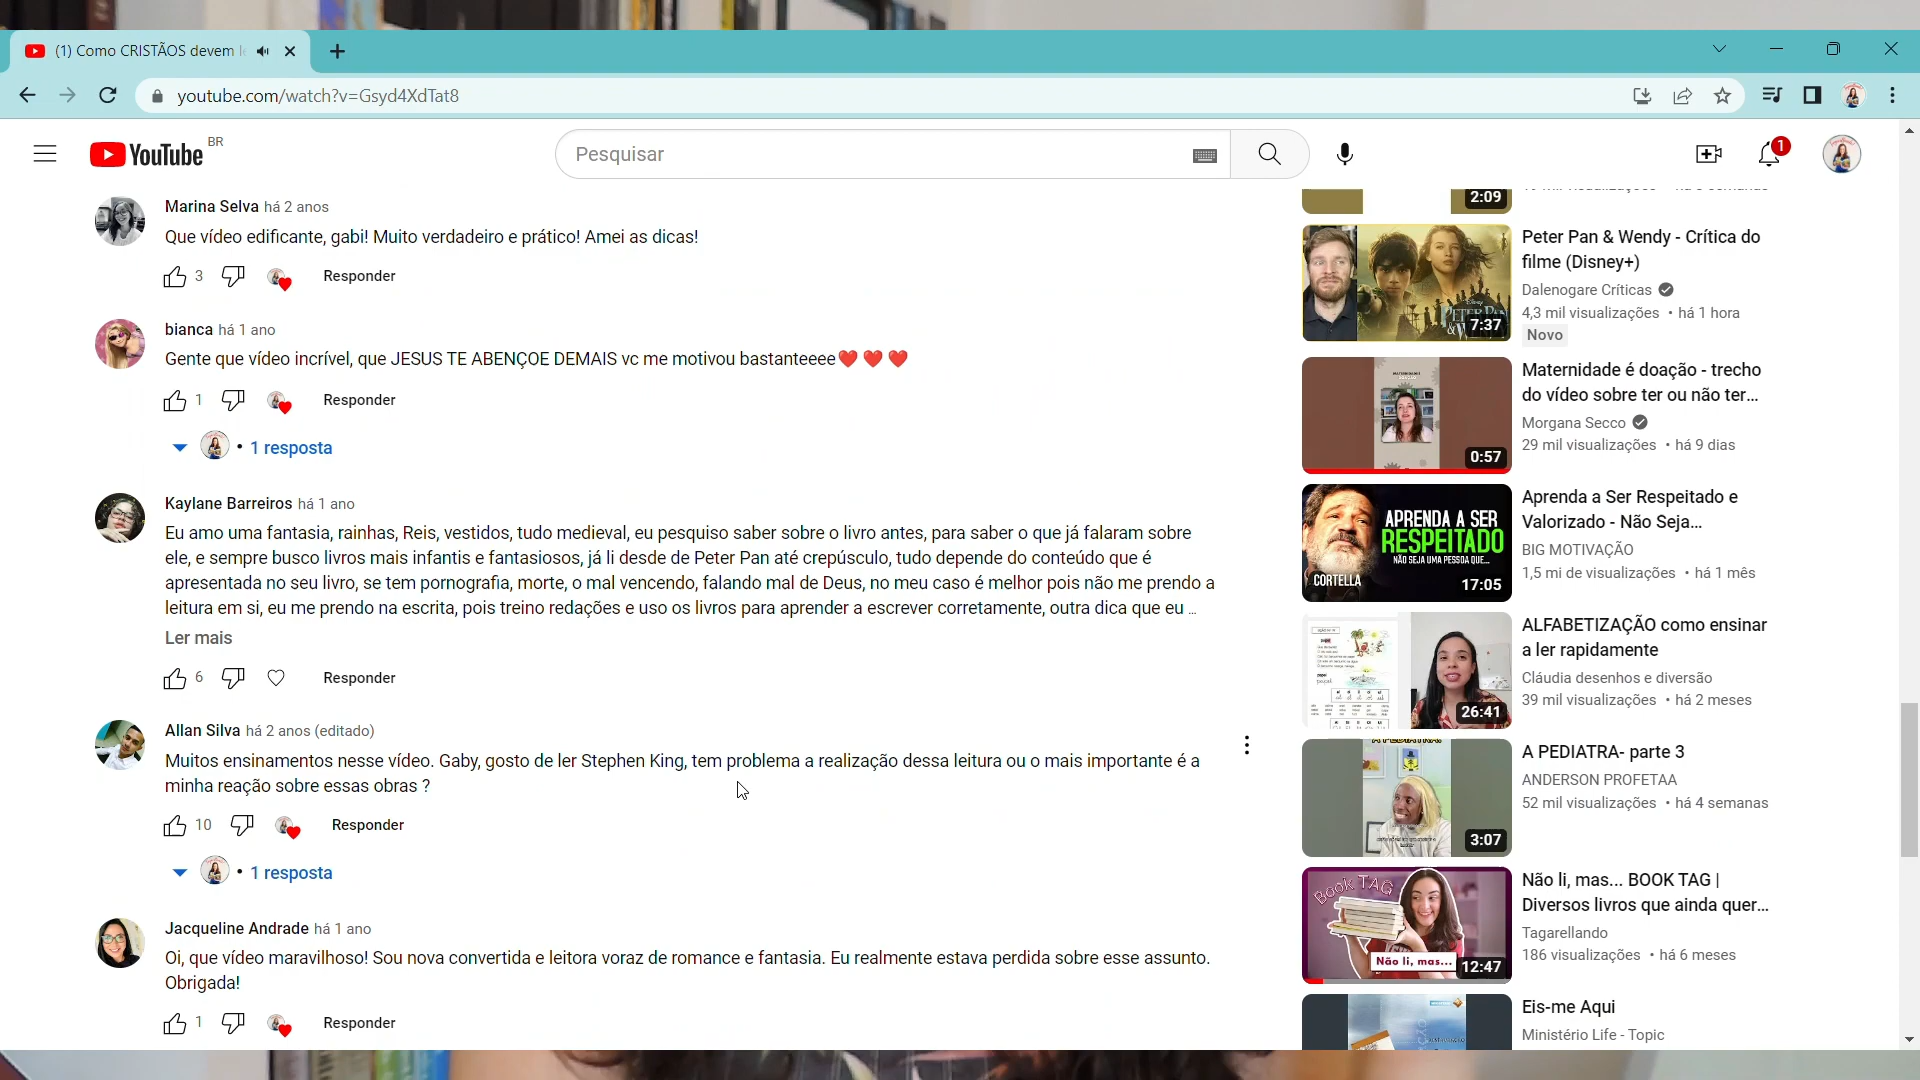 (1) Como CRISTÃOS devem
youtube.com/watch?v=Gsyd4XdTat8
YouTube BR
Pesquisar
1
Marina Selva há 2 anos
Que vídeo edificante, gabi! Muito verdadeiro e prático! Amei as dicas!
3
Responder
bianca há 1 ano
Gente que vídeo incrível, que JESUS TE ABENÇOE DEMAIS vc me motivou bastanteeee❤️ ❤️ ❤️
1
Responder
• 1 resposta
Kaylane Barreiros há 1 ano
Eu amo uma fantasia, rainhas, Reis, vestidos, tudo medieval, eu pesquiso saber sobre o livro antes, para saber o que já falaram sobre
ele, e sempre busco livros mais infantis e fantasiosos, já li desde de Peter Pan até crepúsculo, tudo depende do conteúdo que é
apresentada no seu livro, se tem pornografia, morte, o mal vencendo, falando mal de Deus, no meu caso é melhor pois não me prendo a
leitura em si, eu me prendo na escrita, pois treino redações e uso os livros para aprender a escrever corretamente, outra dica que eu ...
Ler mais
6
Responder
Allan Silva há 2 anos (editado)
Muitos ensinamentos nesse vídeo. Gaby, gosto de ler Stephen King, tem problema a realização dessa leitura ou o mais importante é a
minha reação sobre essas obras ?
10
Responder
• 1 resposta
Jacqueline Andrade há 1 ano
Oi, que vídeo maravilhoso! Sou nova convertida e leitora voraz de romance e fantasia. Eu realmente estava perdida sobre esse assunto.
Obrigada!
1
Responder
2:09
Peter Pan & Wendy - Crítica do
filme (Disney+)
Dalenogare Críticas
4,3 mil visualizações • há 1 hora
Novo
7:37
Maternidade é doação - trecho
do vídeo sobre ter ou não ter...
Morgana Secco
29 mil visualizações • há 9 dias
0:57
APRENDA A SER
RESPEITADO
NÃO SEJA UMA PESSOA QUE...
CORTELLA
17:05
Aprenda a Ser Respeitado e
Valorizado - Não Seja...
BIG MOTIVAÇÃO
1,5 mi de visualizações • há 1 mês
26:41
ALFABETIZAÇÃO como ensinar
a ler rapidamente
Cláudia desenhos e diversão
39 mil visualizações • há 2 meses
3:07
A PEDIATRA- parte 3
ANDERSON PROFETAA
52 mil visualizações • há 4 semanas
BOOK TAG
Não li, mas...
12:47
Não li, mas... BOOK TAG |
Diversos livros que ainda quer...
Tagarellando
186 visualizações • há 6 meses
Eis-me Aqui
Ministério Life - Topic